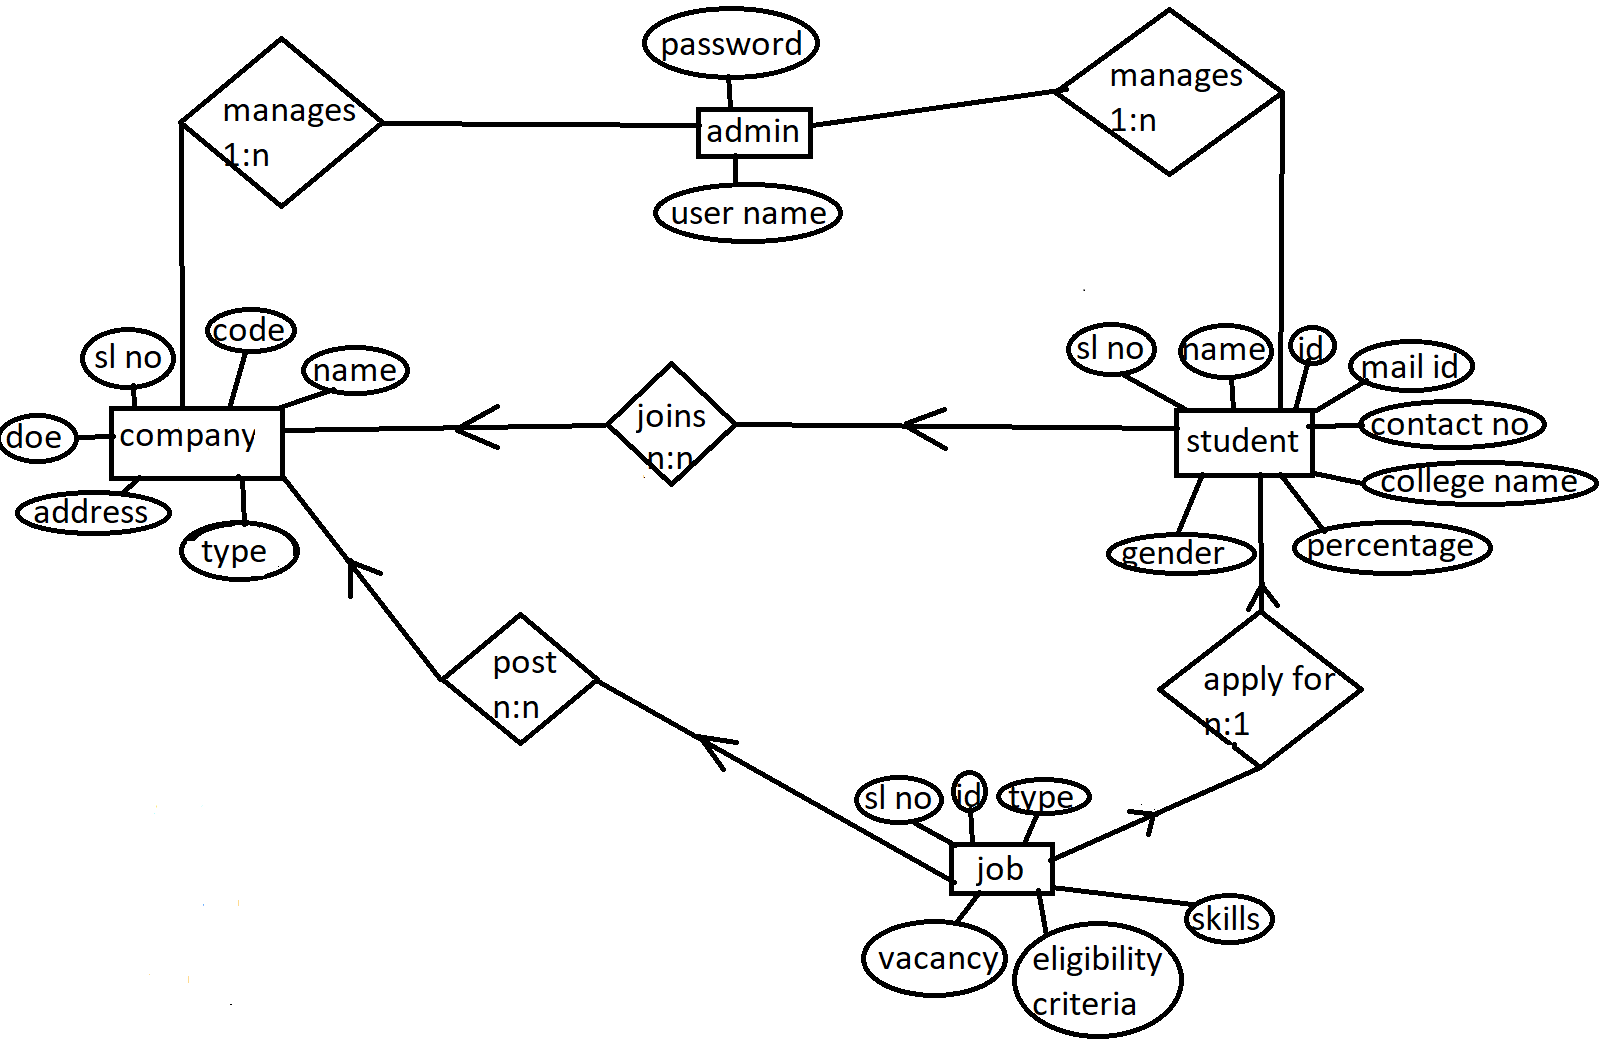 password
manages
1:n
admin
manages
1:n
user name
sl no
code
name
doe
company
address
type
joins
n:n
sl no
name
id
mail id
contact no
student
college name
gender
percentage
post
n:n
apply for
n:1
sl no
id
type
job
skills
vacancy
eligibility
criteria